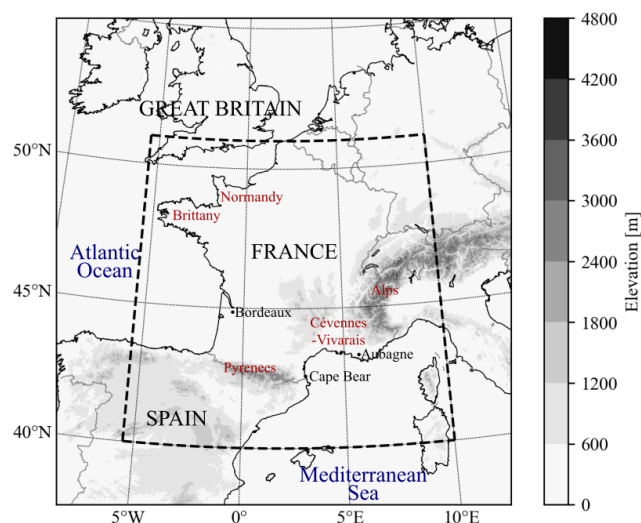 GREAT BRITAIN
50°N
Normandy
Brittany
Atlantic
Ocean
FRANCE
Alps
45°N
Bordeaux
Cévennes
-Vivarais
Aubagne
Pyrenees
Cape Bear
SPAIN
40°N
Mediterranean
Sea
5°W
0°
5°E
10°E
4800
4200
3600
3000
2400
1800
1200
600
0
Elevation [m]